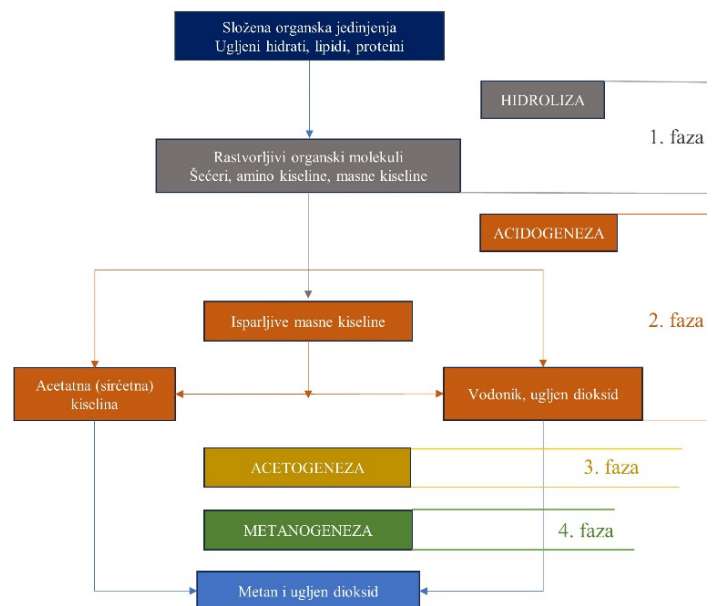 Složena organska jedinjenja
Ugljeni hidrati, lipidi, proteini
HIDROLIZA
1. faza
Rastvorljivi organski molekuli
Šećeri, amino kiseline, masne kiseline
ACIDOGENEZA
2. faza
Isparljive masne kiseline
Acetatna (sirćetna)
kiselina
Vodonik, ugljen dioksid
ACETOGENEZA
3. faza
METANOGENEZA
4. faza
Metan i ugljen dioksid